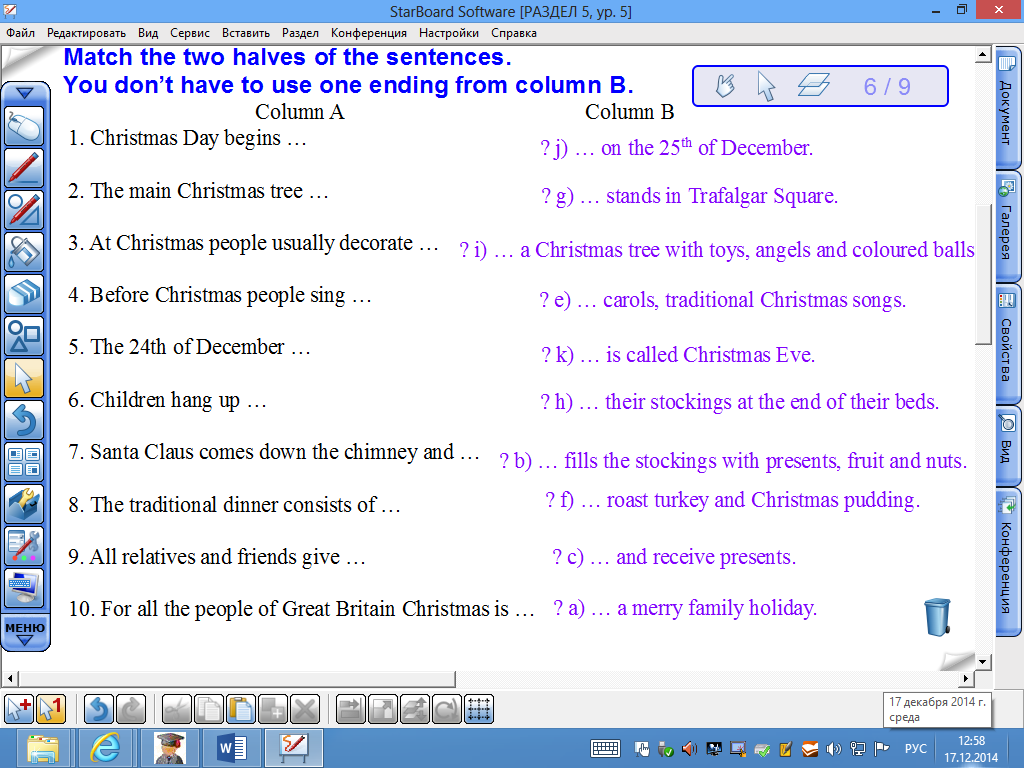 StarBoard Software [РАЗДЕЛ 5, ур. 5]
Файл Редактировать Вид Сервис Вставить Раздел Конференция Настройки Справка
Match the two halves of the sentences.
You don’t have to use one ending from column B.
6 / 9
Column A Column B
1. Christmas Day begins … ? j) … on the 25th of December.
2. The main Christmas tree … ? g) … stands in Trafalgar Square.
3. At Christmas people usually decorate … ? i) … a Christmas tree with toys, angels and coloured balls
4. Before Christmas people sing … ? e) … carols, traditional Christmas songs.
5. The 24th of December … ? k) … is called Christmas Eve.
6. Children hang up … ? h) … their stockings at the end of their beds.
7. Santa Claus comes down the chimney and … ? b) … fills the stockings with presents, fruit and nuts.
8. The traditional dinner consists of … ? f) … roast turkey and Christmas pudding.
9. All relatives and friends give … ? c) … and receive presents.
10. For all the people of Great Britain Christmas is … ? a) … a merry family holiday.
МЕНЮ
Документ
Галерея
Свойства
Вид
Конференция
1
17 декабря 2014 г.
среда
РУС
12:58
17.12.2014